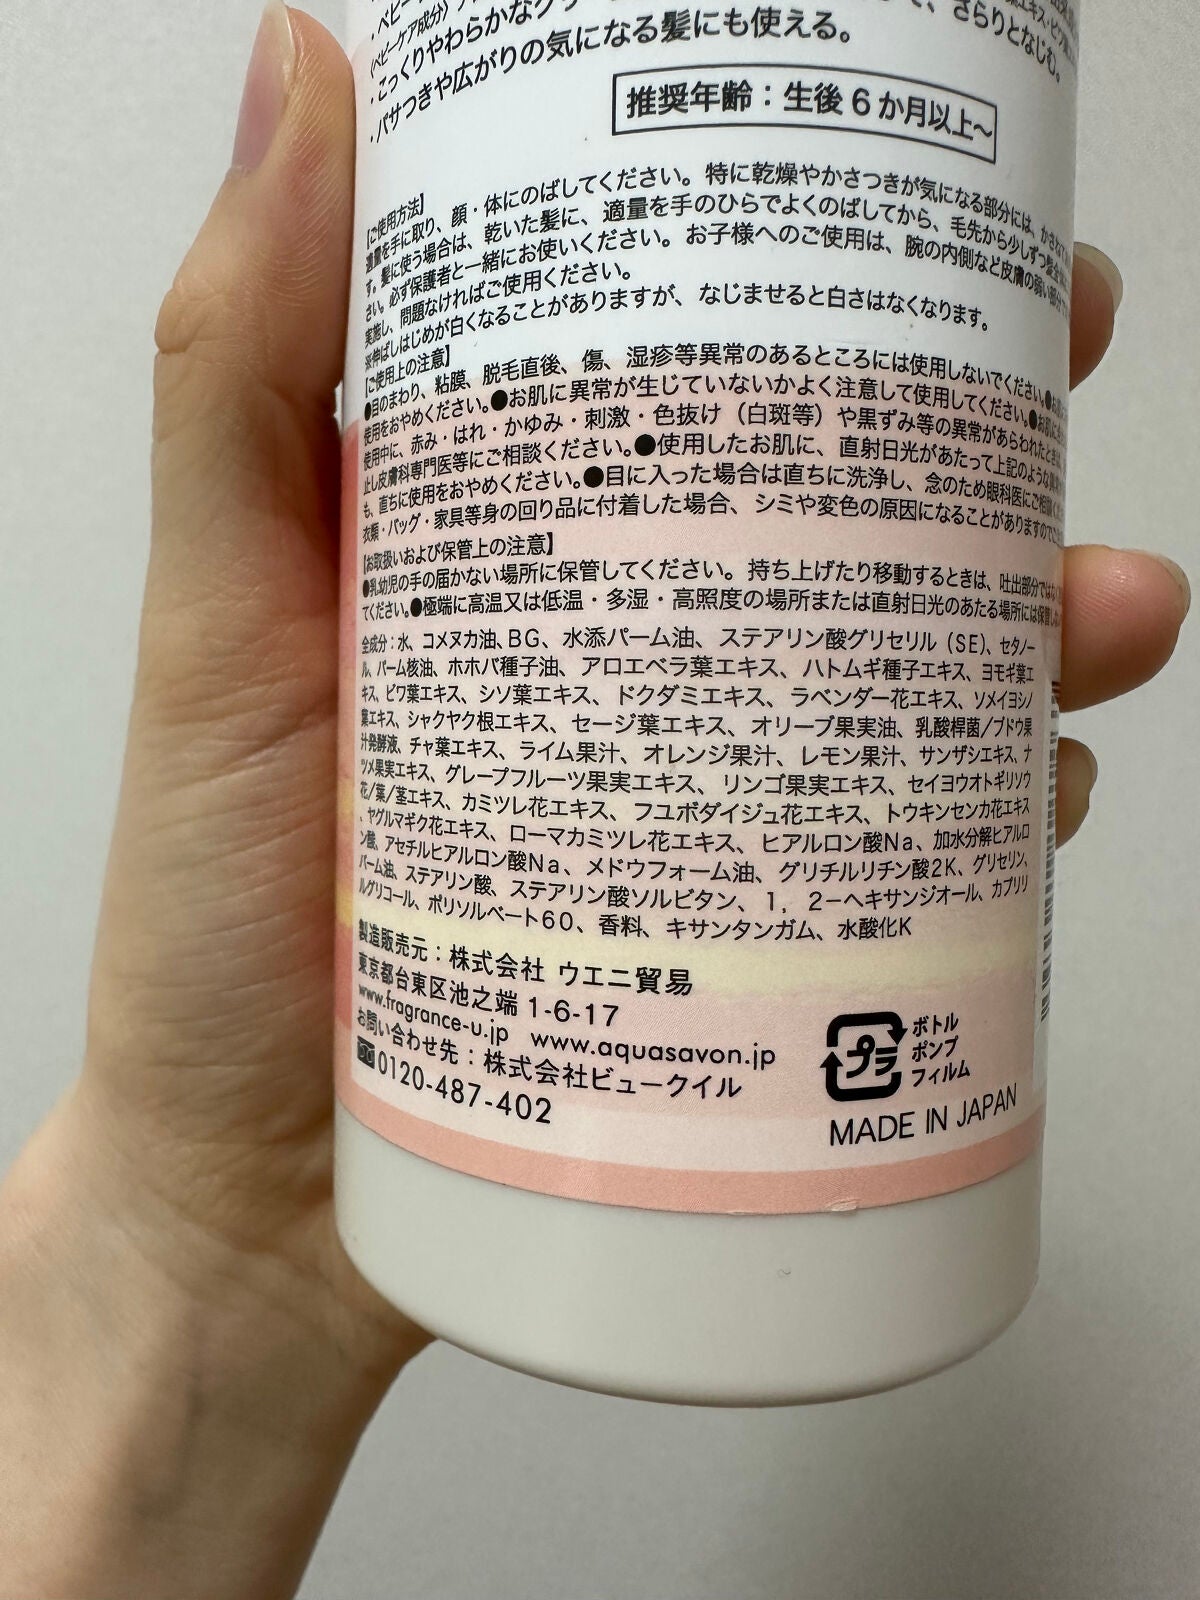 ・ベビー
(ベビーケア成分)
・こっくりやわらかなク
、さらりとなじむ。
・パサつきや広がりの気になる髪にも使える。
推奨年齢：生後6か月以上~
【ご使用方法】
適量を手に取り、顔・体にのばしてください。特に乾燥やかさつきが気になる部分には、かさねて
す。髪に使う場合は、乾いた髪に、適量を手のひらでよくのばしてから、毛先から少しずつ髪全
さい。必ず保護者と一緒にお使いください。お子様へのご使用は、腕の内側など皮膚の弱い部分で
実施し、問題なければご使用ください。
※伸ばしはじめが白くなることがありますが、なじませると白さはなくなります。
【ご使用上の注意】
●目のまわり、粘膜、脱毛直後、傷、湿疹等異常のあるところには使用しないでください。●お肌
使用をおやめください。●お肌に異常が生じていないかよく注意して使用してください。●お肌に
使用中に、赤み・はれ・かゆみ・刺激・色抜け（白斑等）や黒ずみ等の異常があらわれたとき
止し皮膚科専門医等にご相談ください。●使用したお肌に、直射日光があたって上記のような異常
も、直ちに使用をおやめください。●目に入った場合は直ちに洗浄し、念のため眼科医にご相談
衣類・バッグ・家具等身の回り品に付着した場合、シミや変色の原因になることがありますのでご
【お取扱いおよび保管上の注意】
●乳幼児の手の届かない場所に保管してください。持ち上げたり移動するときは、吐出部分では
てください。●極端に高温又は低温・多湿・高照度の場所または直射日光のあたる場所には保管しな
全成分：水、コメヌカ油、BG、水添パーム油、ステアリン酸グリセリル（SE）、セタノー
ル、パーム核油、ホホバ種子油、アロエベラ葉エキス、ハトムギ種子エキス、ヨモギ葉エ
キス、ビワ葉エキス、シソ葉エキス、ドクダミエキス、ラベンダー花エキス、ソメイヨシノ
葉エキス、シャクヤク根エキス、セージ葉エキス、オリーブ果実油、乳酸桿菌/ブドウ果
汁発酵液、チャ葉エキス、ライム果汁、オレンジ果汁、レモン果汁、サンザシエキス、ナ
ツメ果実エキス、グレープフルーツ果実エキス、リンゴ果実エキス、セイヨウオトギリソウ
花/葉/茎エキス、カミツレ花エキス、フユボダイジュ花エキス、トウキンセンカ花エキス
、ヤグルマギク花エキス、ローマカミツレ花エキス、ヒアルロン酸Na、加水分解ヒアルロ
ン酸、アセチルヒアルロン酸Na、メドウフォーム油、グリチルリチン酸2K、グリセリン、
パーム油、ステアリン酸、ステアリン酸ソルビタン、1，2－ヘキサンジオール、カプリリ
ルグリコール、ポリソルベート60、香料、キサンタンガム、水酸化K
製造販売元：株式会社 ウエニ貿易
東京都台東区池之端 1-6-17
www.fragrance-u.jp www.aquasavon.jp
お問い合わせ先：株式会社ビュークイル
0120-487-402
プラ
ボトル
ポンプ
フィルム
MADE IN JAPAN